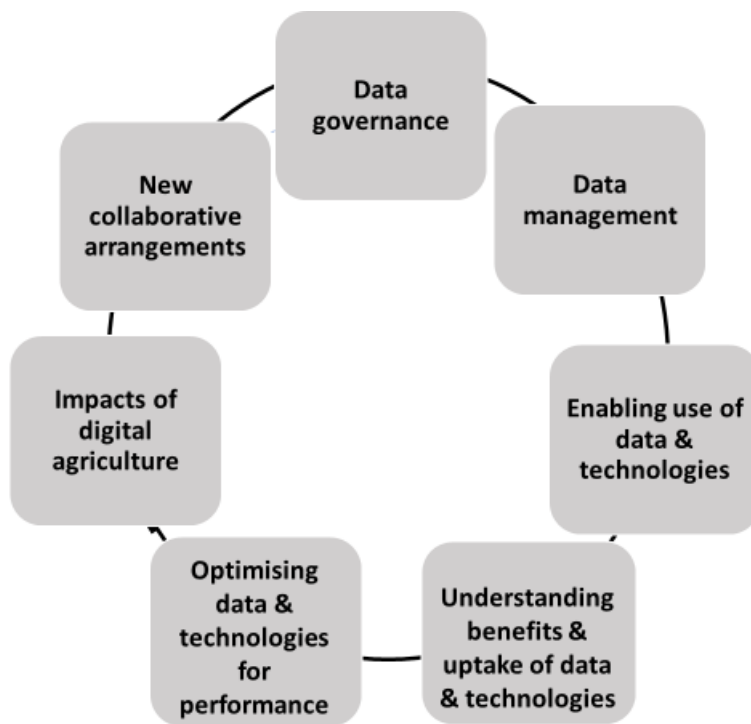 Data
governance
Data
management
Enabling use of
data &
technologies
Understanding
benefits &
uptake of data
& technologies
Optimising
data &
technologies
for
performance
Impacts of
digital
agriculture
New
collaborative
arrangements